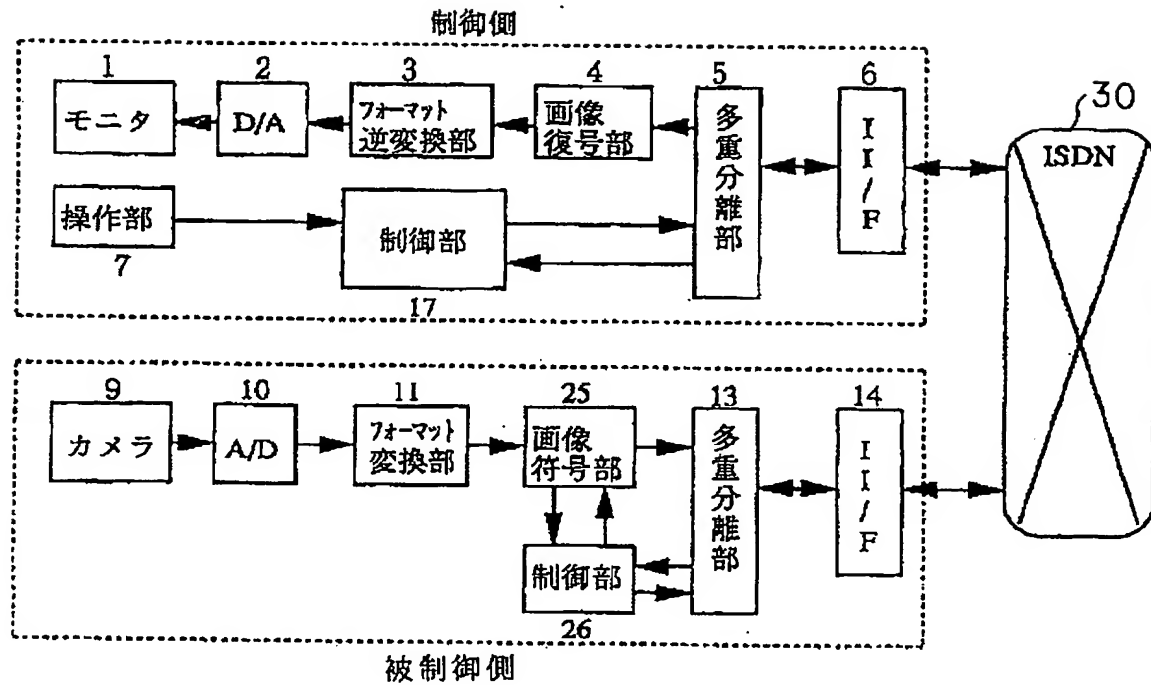 制御側
1
2
3
4
5
6
30
モニタ
D/A
フォーマット
逆変換部
画像
復号部
多重分離部
I I/F
ISDN
操作部
7
制御部
17
9
10
11
25
13
14
カメラ
A/D
フォーマット
変換部
画像
符号部
多重分離部
I I/F
制御部
26
被制御側